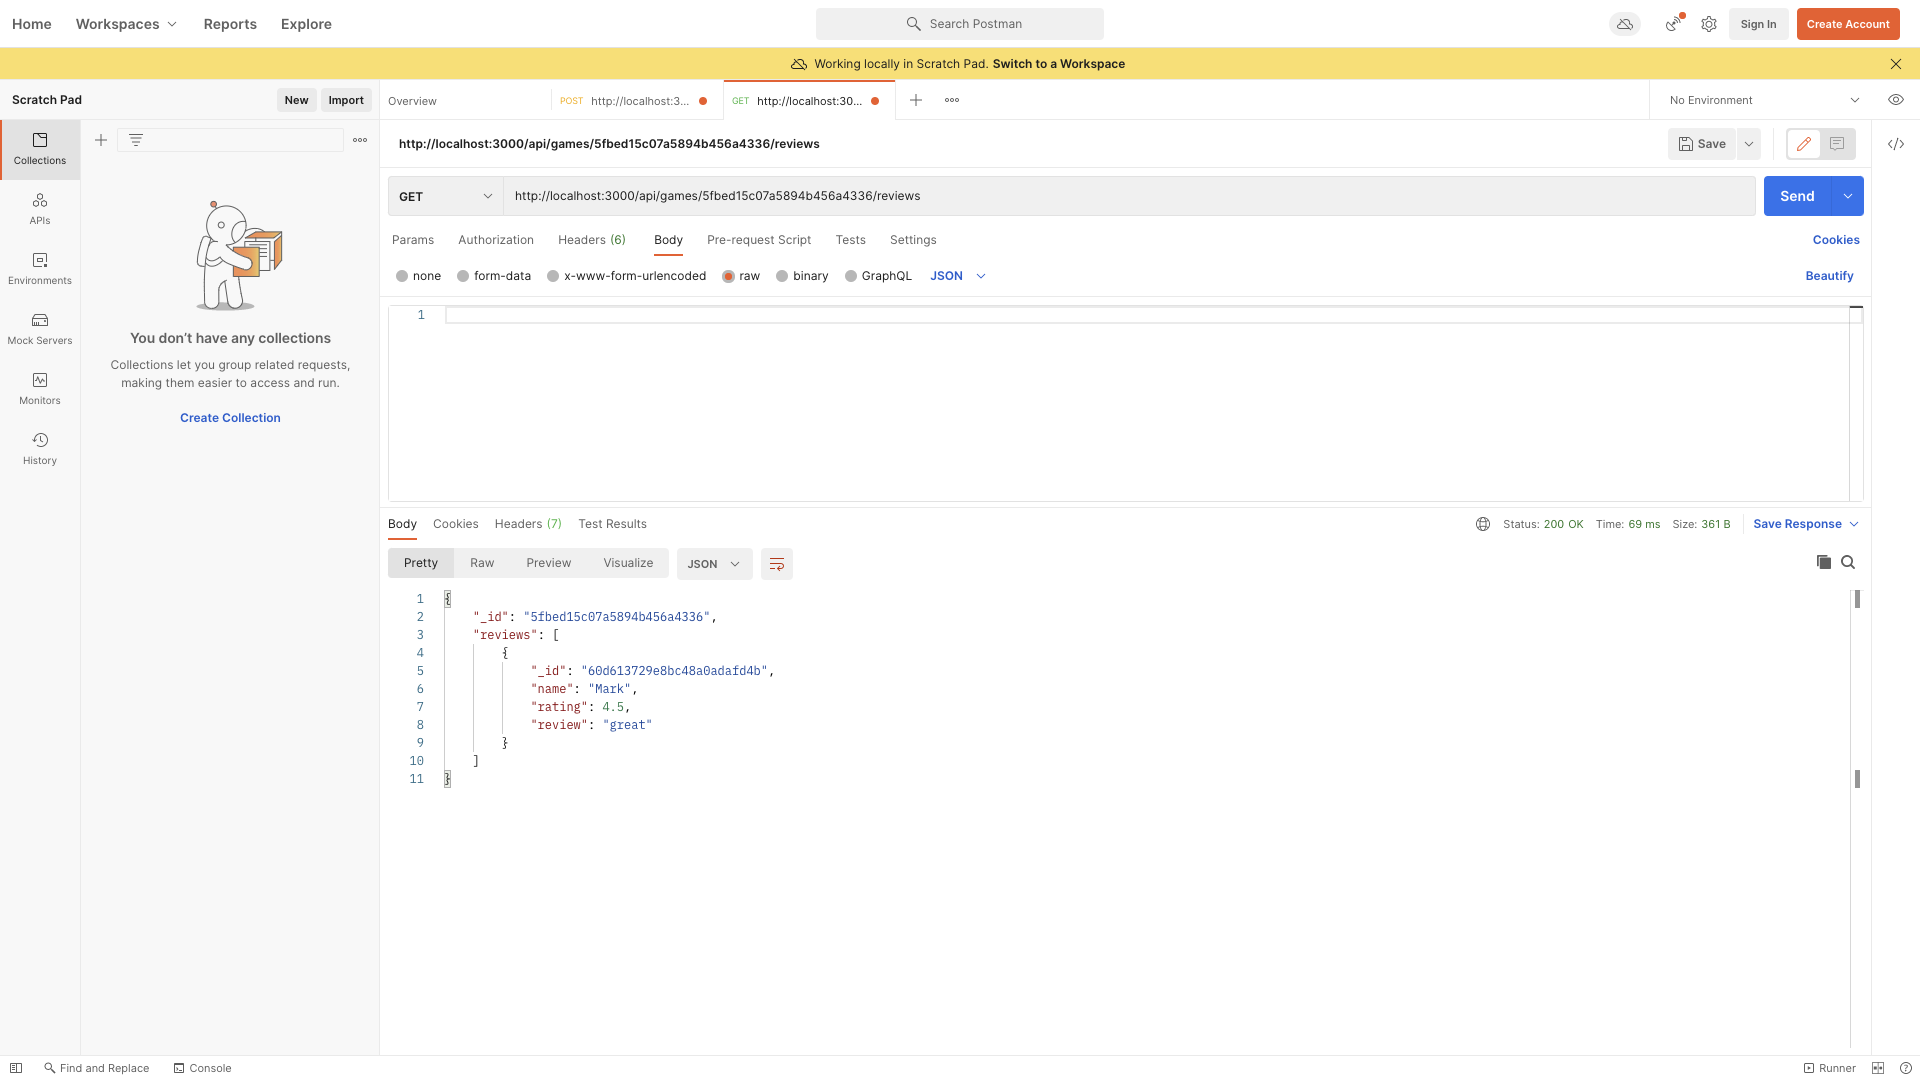 Home Workspaces Reports Explore
Search Postman
Sign In Create Account
Working locally in Scratch Pad. Switch to a Workspace
Scratch Pad New Import
Overview POST http://localhost:3... GET http://localhost:30... No Environment
Collections
APIs
Environments
Mock Servers
Monitors
History
You don’t have any collections
Collections let you group related requests,
making them easier to access and run.
Create Collection
http://localhost:3000/api/games/5fbed15c07a5894b456a4336/reviews Save
GET http://localhost:3000/api/games/5fbed15c07a5894b456a4336/reviews Send
Params Authorization Headers (6) Body Pre-request Script Tests Settings Cookies
none form-data x-www-form-urlencoded raw binary GraphQL JSON Beautify
1
Body Cookies Headers (7) Test Results Status: 200 OK Time: 69 ms Size: 361 B Save Response
Pretty Raw Preview Visualize JSON
1 {
2 "_id": "5fbed15c07a5894b456a4336",
3 "reviews": [
4 {
5 "_id": "60d613729e8bc48a0adafd4b",
6 "name": "Mark",
7 "rating": 4.5,
8 "review": "great"
9 }
10 ]
11 }
Find and Replace Console Runner